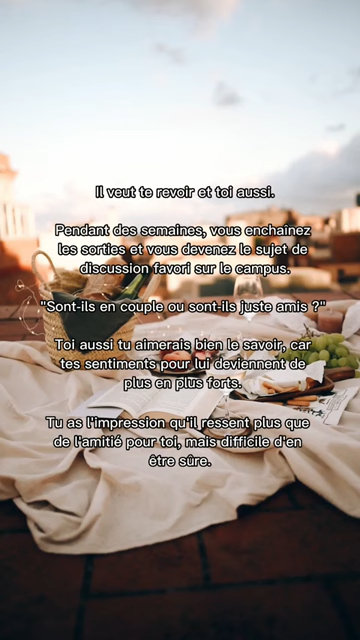 Il veut te revoir et toi aussi.
Pendant des semaines, vous enchainez
les sorties et vous devenez le sujet de
discussion favori sur le campus.
"Sont-ils en couple ou sont-ils juste amis ?"
Toi aussi tu aimerais bien le savoir, car
tes sentiments pour lui deviennent de
plus en plus forts.
Tu as l'impression qu'il ressent plus que
de l'amitié pour toi, mais difficile d'en
être sûre.